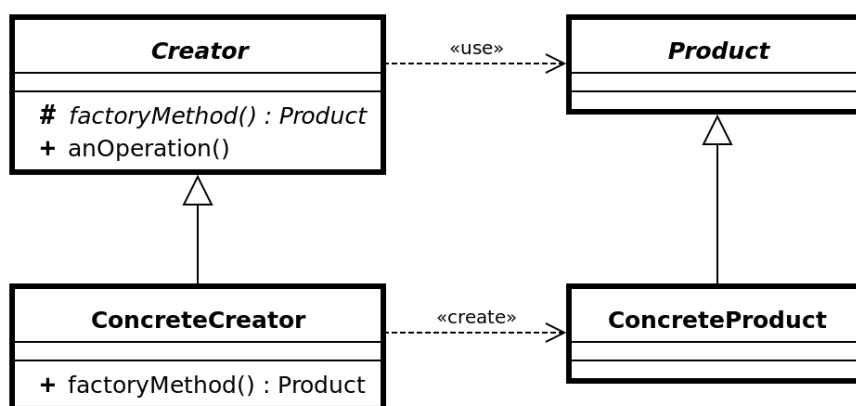 Creator
«use»
Product
# factoryMethod() : Product
+ anOperation()
ConcreteCreator
«create»
ConcreteProduct
+ factoryMethod() : Product